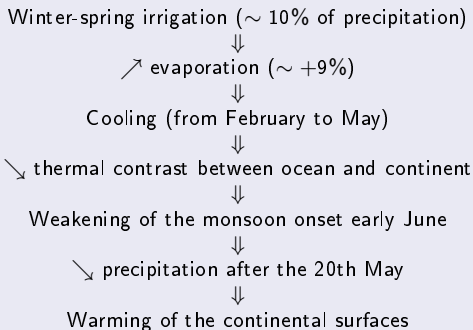 Winter-spring irrigation (∼ 10% of precipitation)
⇓
↗ evaporation (∼ +9%)
⇓
Cooling (from February to May)
⇓
↘ thermal contrast between ocean and continent
⇓
Weakening of the monsoon onset early June
⇓
↘ precipitation after the 20th May
⇓
Warming of the continental surfaces